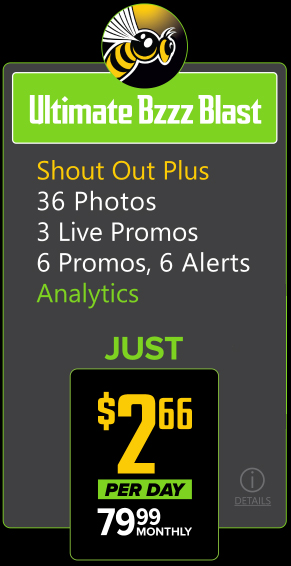 Ultimate Bzzz Blast
Shout Out Plus
36 Photos
3 Live Promos
6 Promos, 6 Alerts
Analytics
JUST
$2.66
PER DAY
79.99 MONTHLY
i
DETAILS